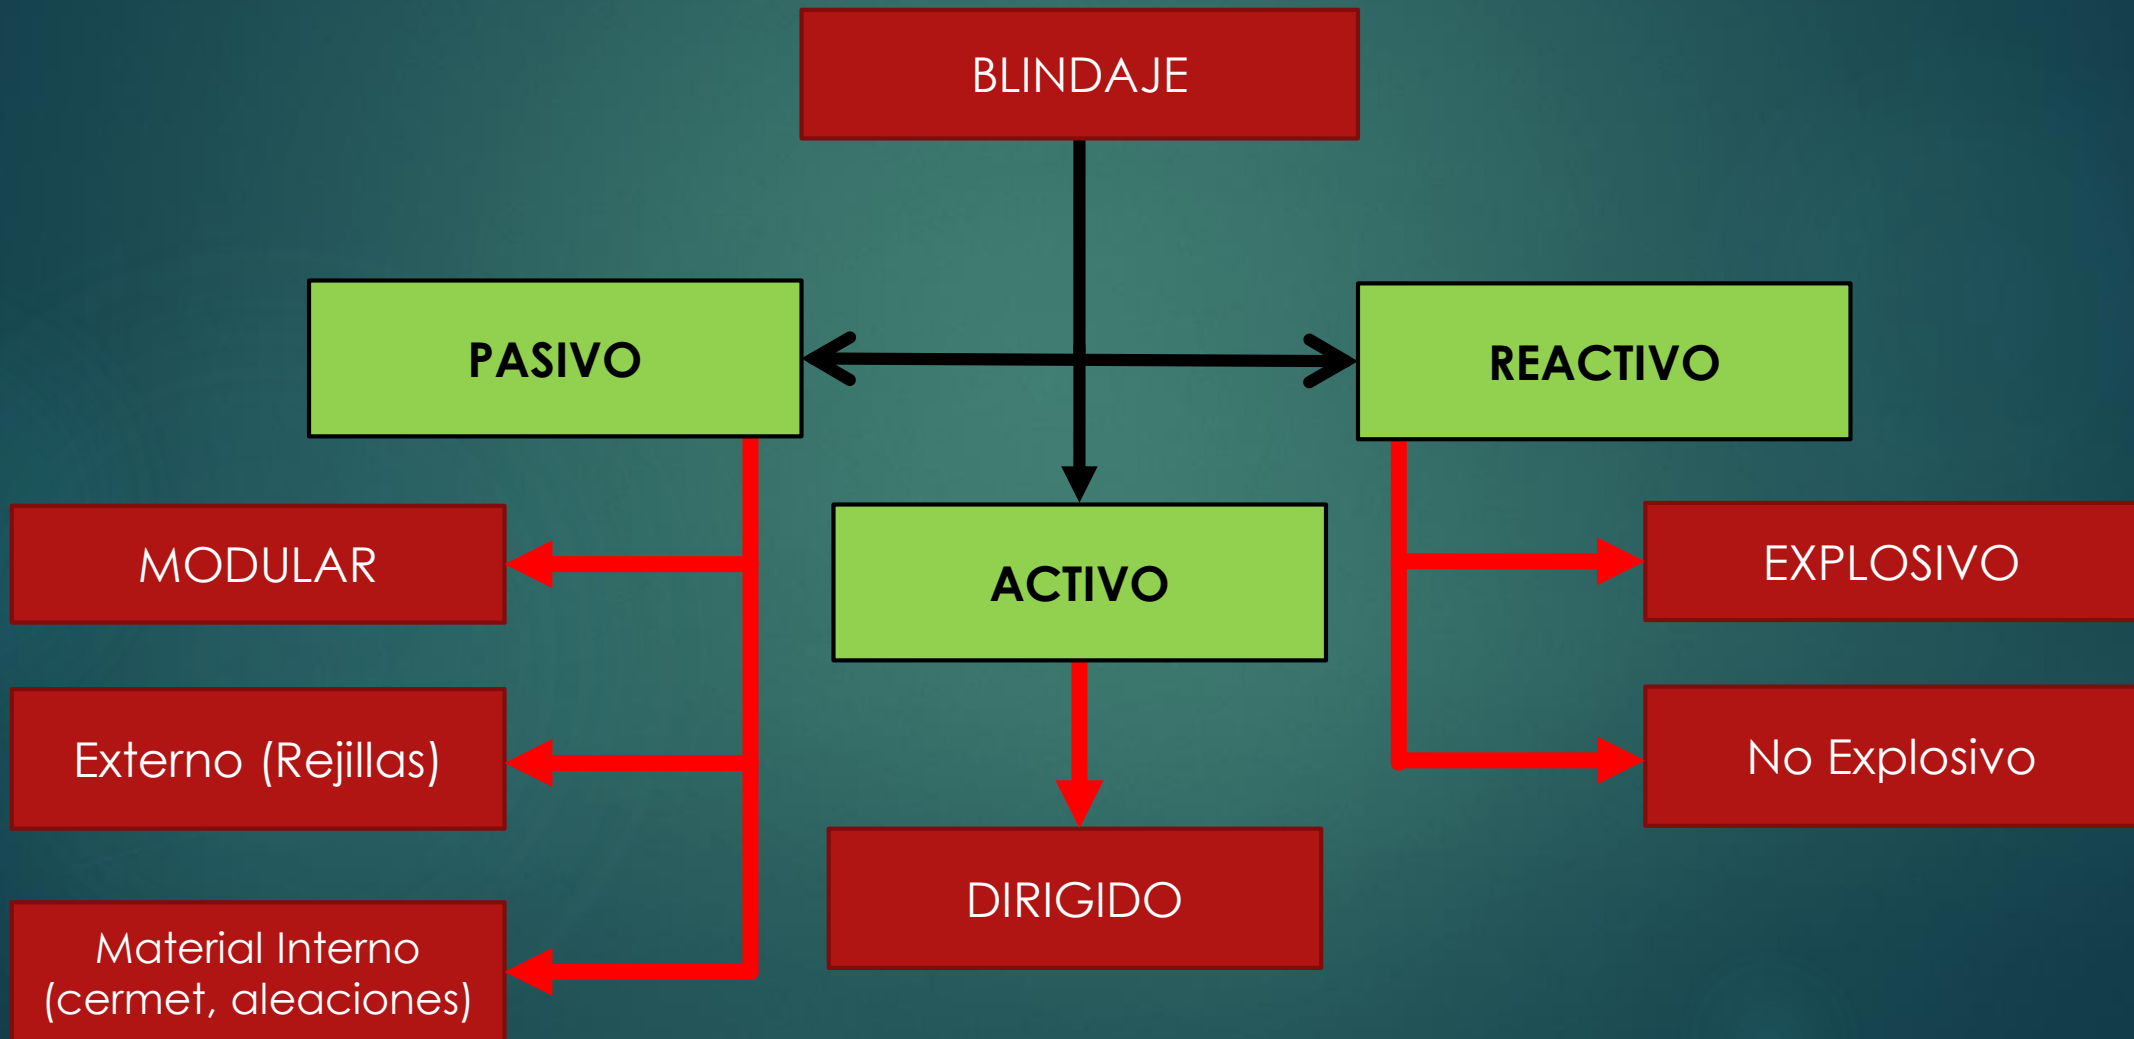 BLINDAJE
PASIVO
REACTIVO
MODULAR
ACTIVO
EXPLOSIVO
Externo (Rejillas)
No Explosivo
DIRIGIDO
Material Interno
(cermet, aleaciones)